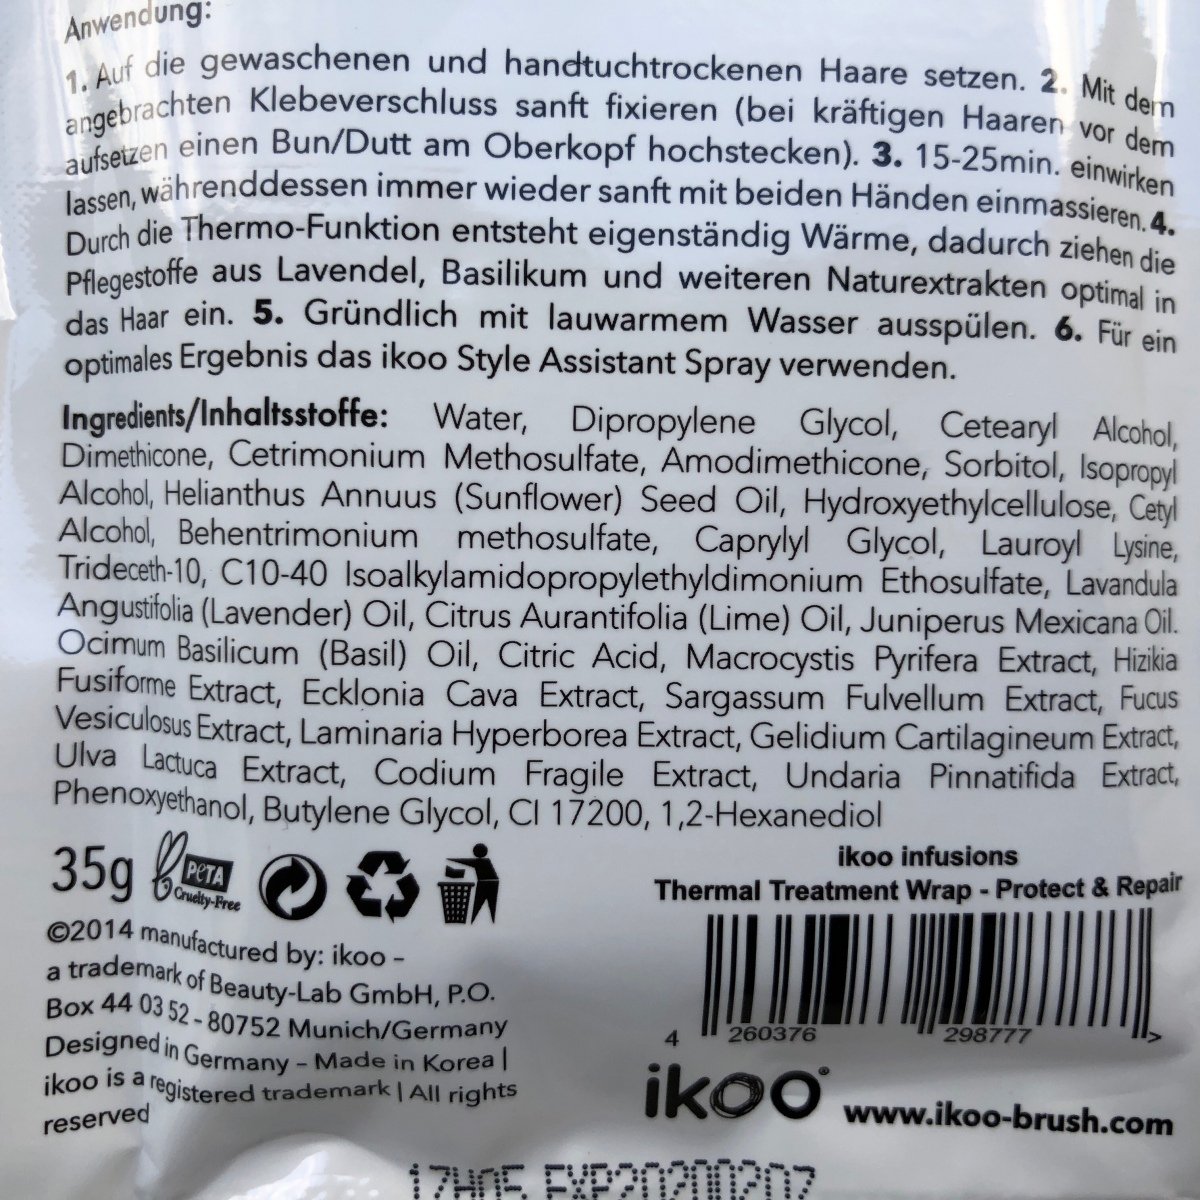 Anwendung:
1. Auf die gewaschenen und handtuchtrockenen Haare setzen. 2. Mit dem
angebrachten Klebeverschluss sanft fixieren (bei kräftigen Haaren vor dem
aufsetzen einen Bun/Dutt am Oberkopf hochstecken). 3. 15-25min. einwirken
lassen, währenddessen immer wieder sanft mit beiden Händen einmassieren. 4.
Durch die Thermo-Funktion entsteht eigenständig Wärme, dadurch ziehen die
Pflegestoffe aus Lavendel, Basilikum und weiteren Naturextrakten optimal in
das Haar ein. 5. Gründlich mit lauwarmem Wasser ausspülen. 6. Für ein
optimales Ergebnis das ikoo Style Assistant Spray verwenden.
Ingredients/Inhaltsstoffe: Water, Dipropylene Glycol, Cetearyl Alcohol,
Dimethicone, Cetrimonium Methosulfate, Amodimethicone, Sorbitol, Isopropyl
Alcohol, Helianthus Annuus (Sunflower) Seed Oil, Hydroxyethylcellulose, Cetyl
Alcohol, Behentrimonium methosulfate, Caprylyl Glycol, Lauroyl Lysine,
Trideceth-10, C10-40 Isoalkylamidopropylethyldimonium Ethosulfate, Lavandula
Angustifolia (Lavender) Oil, Citrus Aurantifolia (Lime) Oil, Juniperus Mexicana Oil.
Ocimum Basilicum (Basil) Oil, Citric Acid, Macrocystis Pyrifera Extract, Hizikia
Fusiforme Extract, Ecklonia Cava Extract, Sargassum Fulvellum Extract, Fucus
Vesiculosus Extract, Laminaria Hyperborea Extract, Gelidium Cartilagineum Extract,
Ulva Lactuca Extract, Codium Fragile Extract, Undaria Pinnatifida Extract,
Phenoxyethanol, Butylene Glycol, CI 17200, 1,2-Hexanediol
35g
PETA
Cruelty-Free
©2014 manufactured by: ikoo -
a trademark of Beauty-Lab GmbH, P.O.
Box 44 03 52 - 80752 Munich/Germany
Designed in Germany - Made in Korea |
ikoo is a registered trademark | All rights
reserved
ikoo infusions
Thermal Treatment Wrap - Protect & Repair
4 260376 298777 >
ikoo®
www.ikoo-brush.com
17H05 EXP20200207